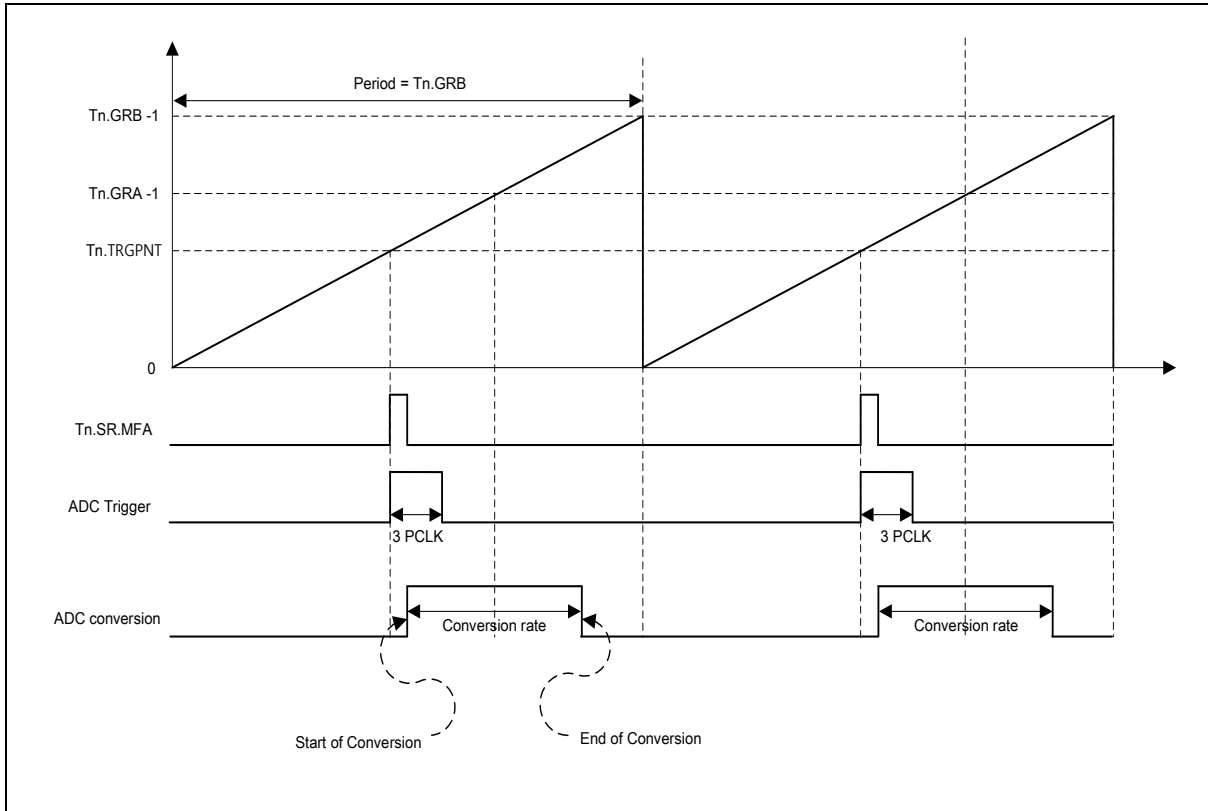 Period = Tn.GRB
Tn.GRB -1
Tn.GRA -1
Tn.TRGPNT
0
Tn.SR.MFA
ADC Trigger
3 PCLK
3 PCLK
ADC conversion
Conversion rate
Conversion rate
Start of Conversion
End of Conversion